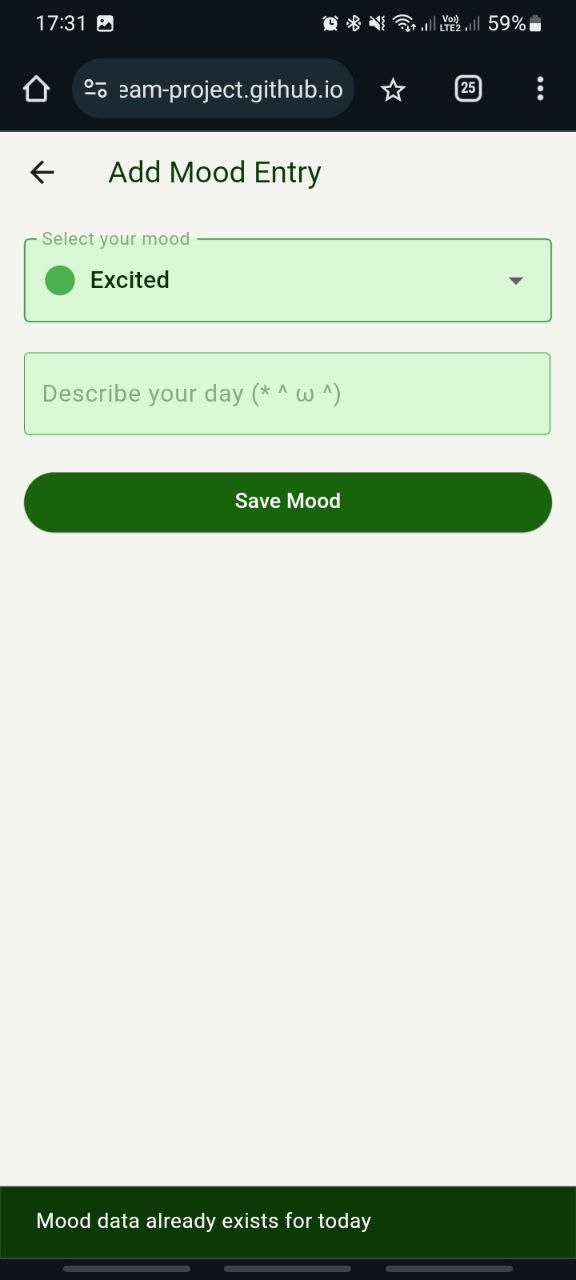 17:31 Vo)) LTE2 59%
eam-project.github.io 25
Add Mood Entry
Select your mood
Excited
Describe your day (* ^ ω ^)
Save Mood
Mood data already exists for today